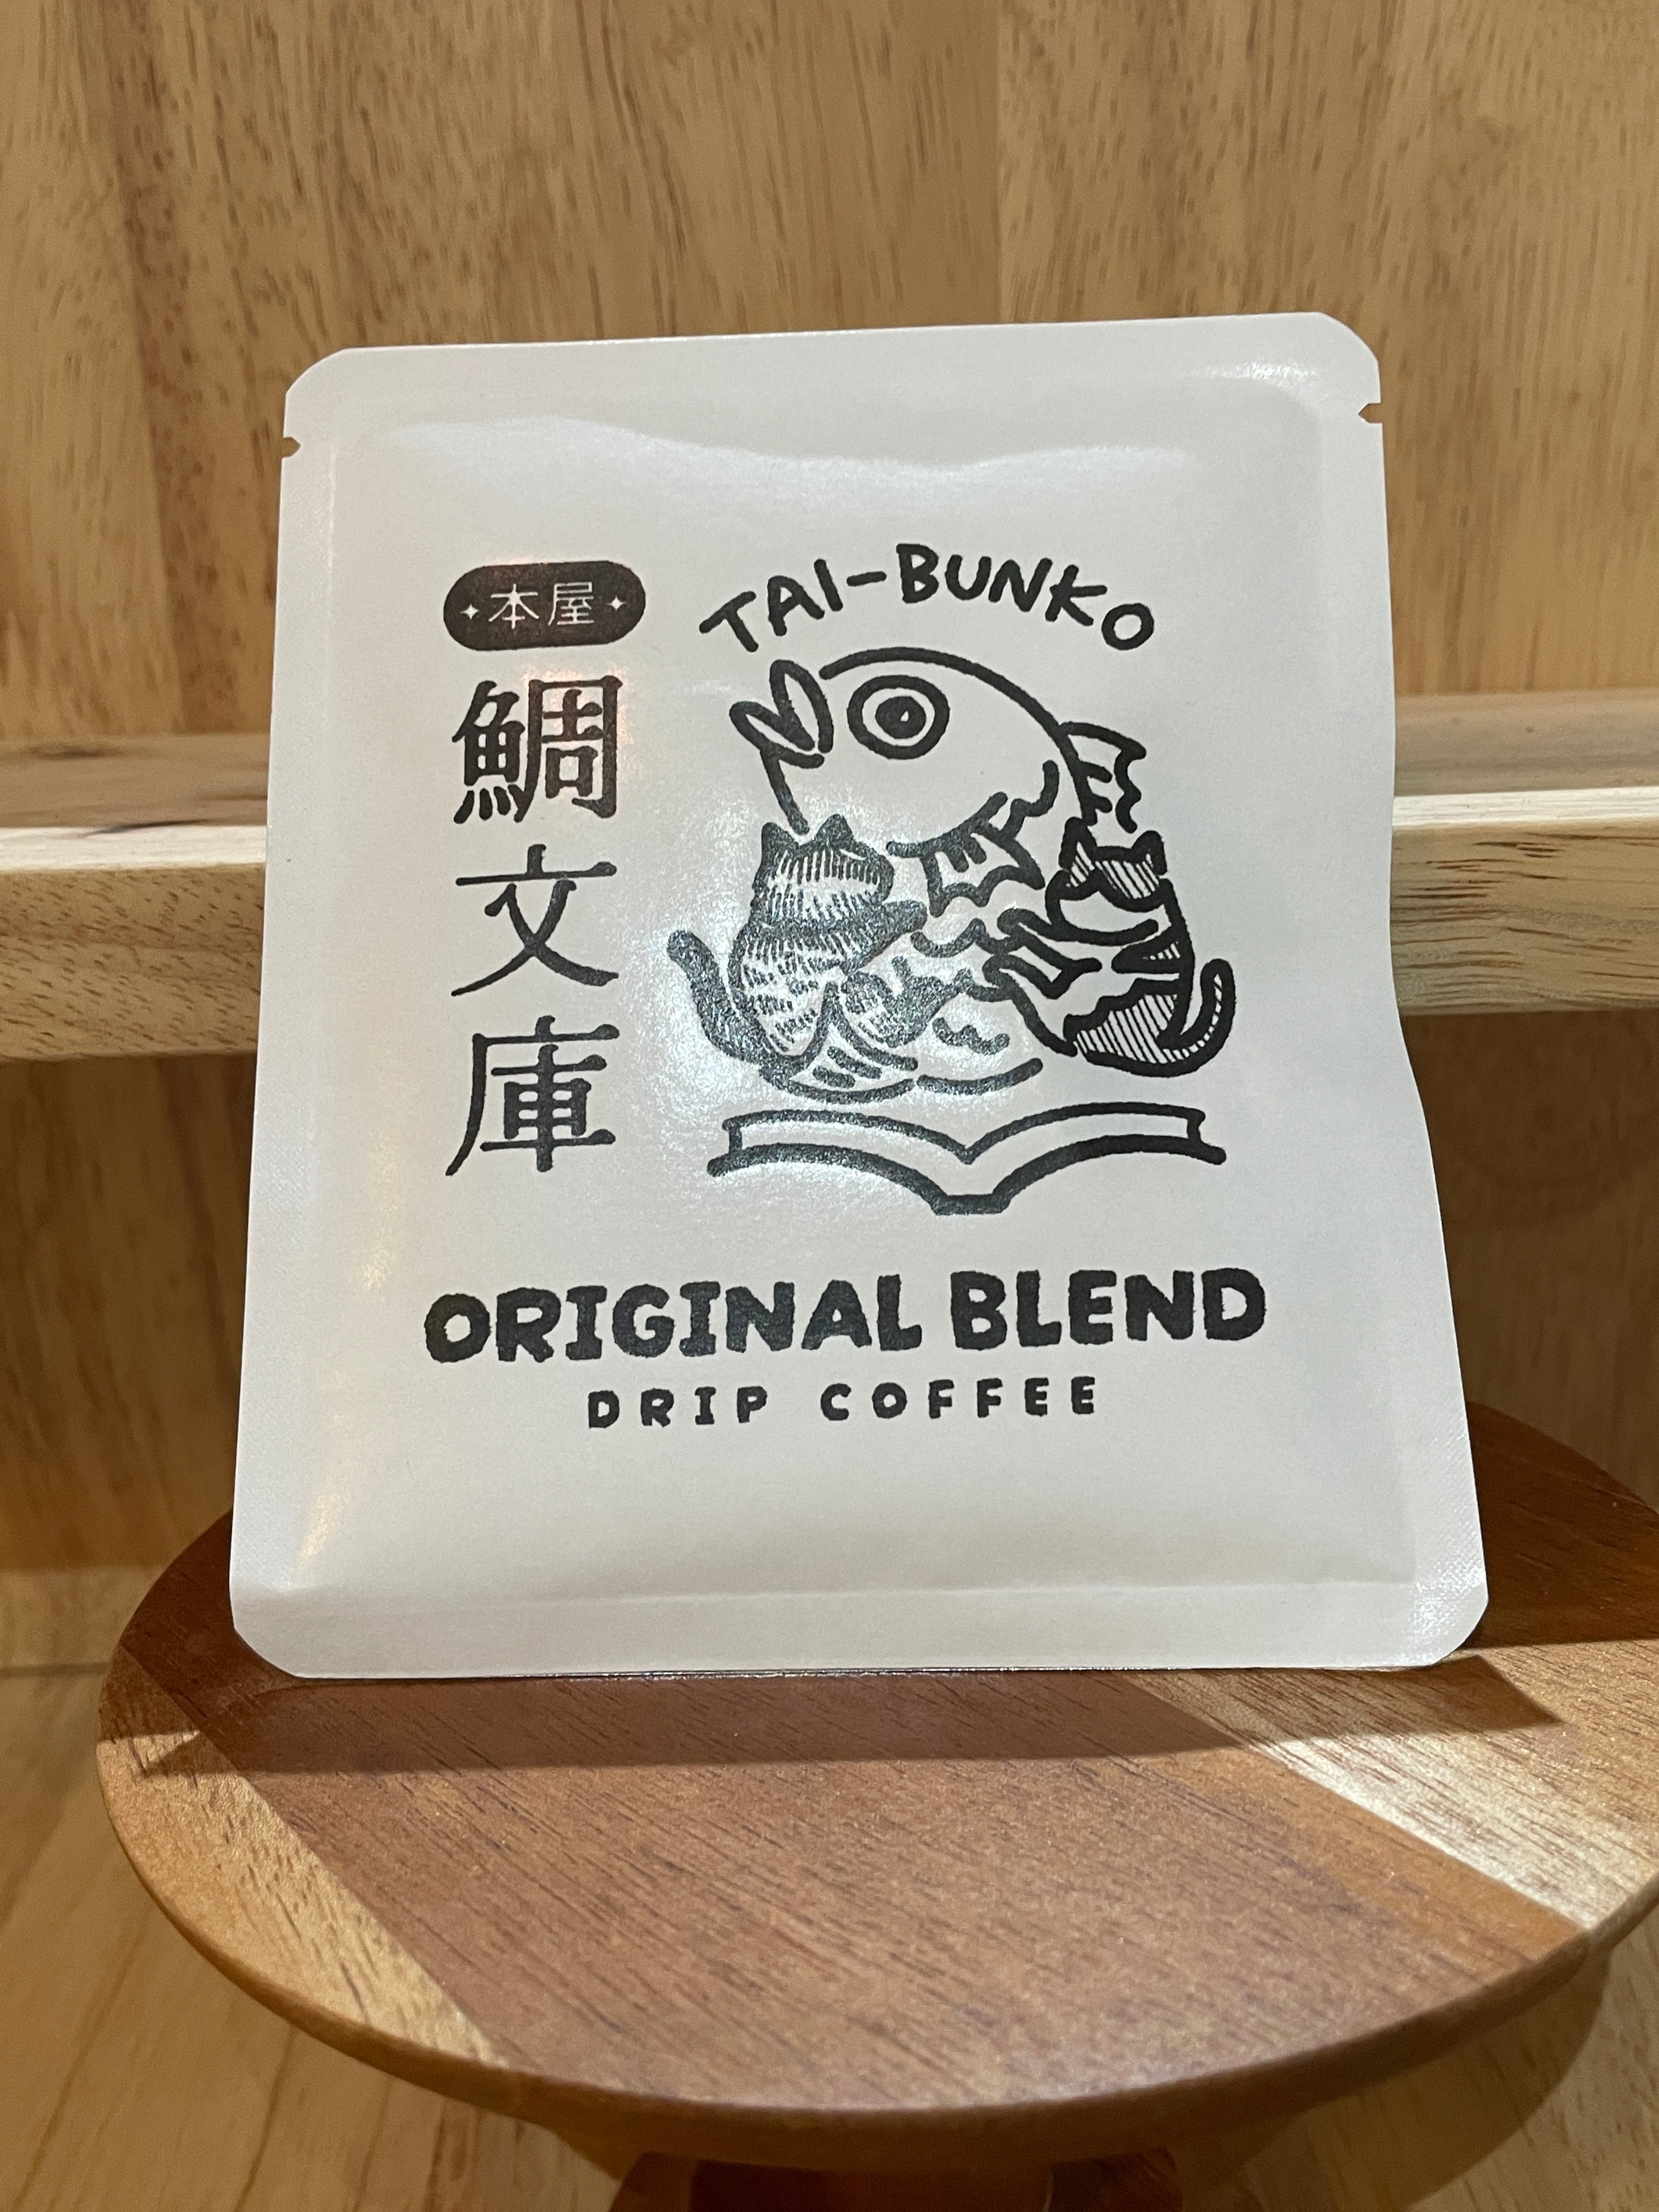 本屋
鯛文庫
TAI-BUNKO
ORIGINAL BLEND
DRIP COFFEE